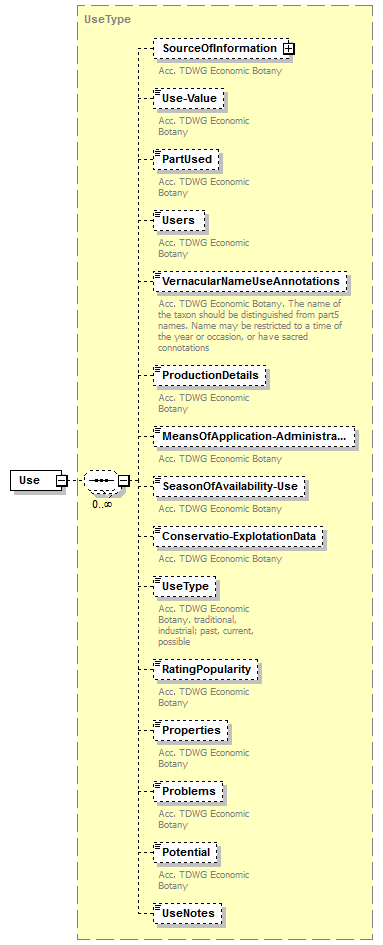 UseType
SourceOfInformation
Acc. TDWG Economic Botany
Use-Value
Acc. TDWG Economic
Botany
PartUsed
Acc. TDWG Economic
Botany
Users
Acc. TDWG Economic
Botany
VernacularNameUseAnnotations
Acc. TDWG Economic Botany. The name of
the taxon should be distinguished from part5
names. Name may be restricted to a time of
the year or occasion, or have sacred
connotations
ProductionDetails
Acc. TDWG Economic
Botany
MeansOfApplication-Administra...
Acc. TDWG Economic Botany
Use
0..∞
SeasonOfAvailability-Use
Acc. TDWG Economic Botany
Conservatio-ExplotationData
Acc. TDWG Economic Botany
UseType
Acc. TDWG Economic
Botany. traditional,
industrial; past, current,
possible
RatingPopularity
Acc. TDWG Economic
Botany
Properties
Acc. TDWG Economic
Botany
Problems
Acc. TDWG Economic
Botany
Potential
Acc. TDWG Economic
Botany
UseNotes